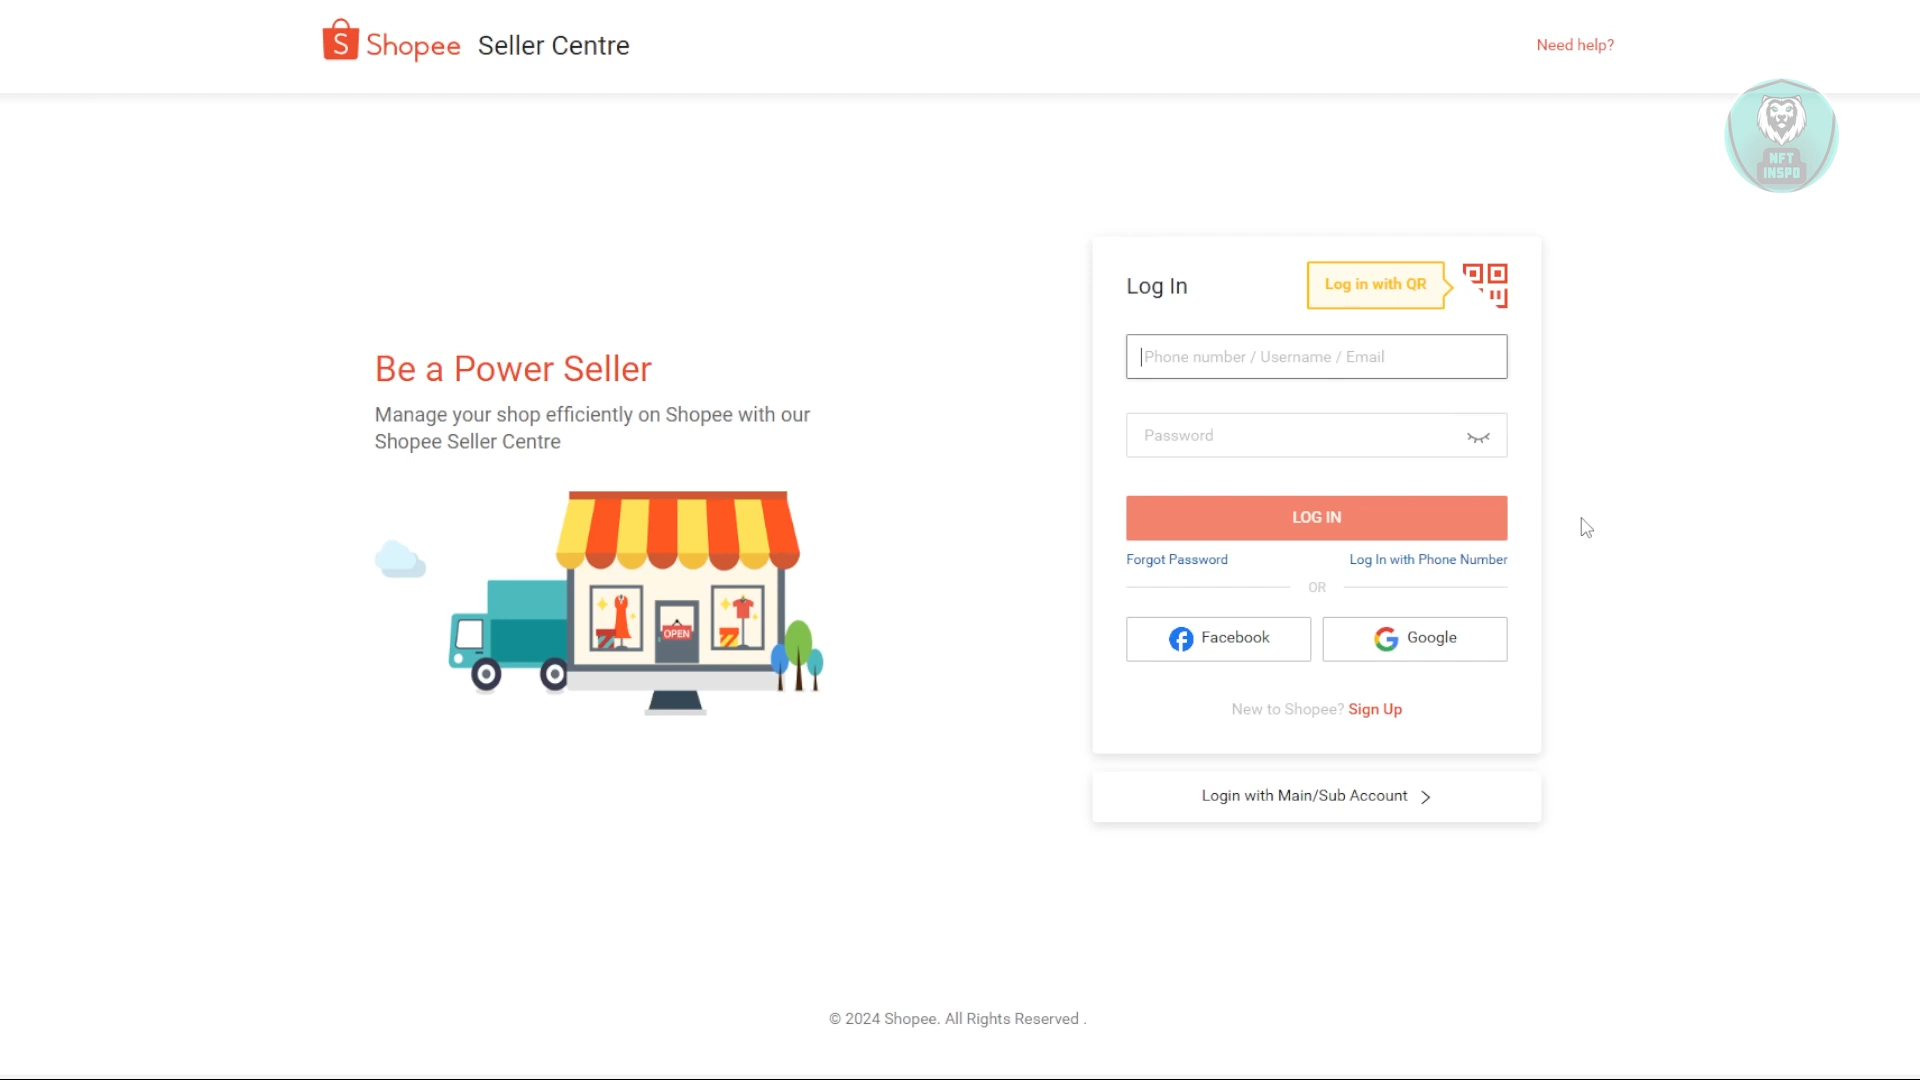 Shopee Seller Centre
Need help?
NFT
INSPO
Log In
Log in with QR
Phone number / Username / Email
Be a Power Seller
Manage your shop efficiently on Shopee with our
Shopee Seller Centre
Password
LOG IN
Forgot Password
Log In with Phone Number
OR
OPEN
Facebook
Google
New to Shopee? Sign Up
Login with Main/Sub Account
© 2024 Shopee. All Rights Reserved .